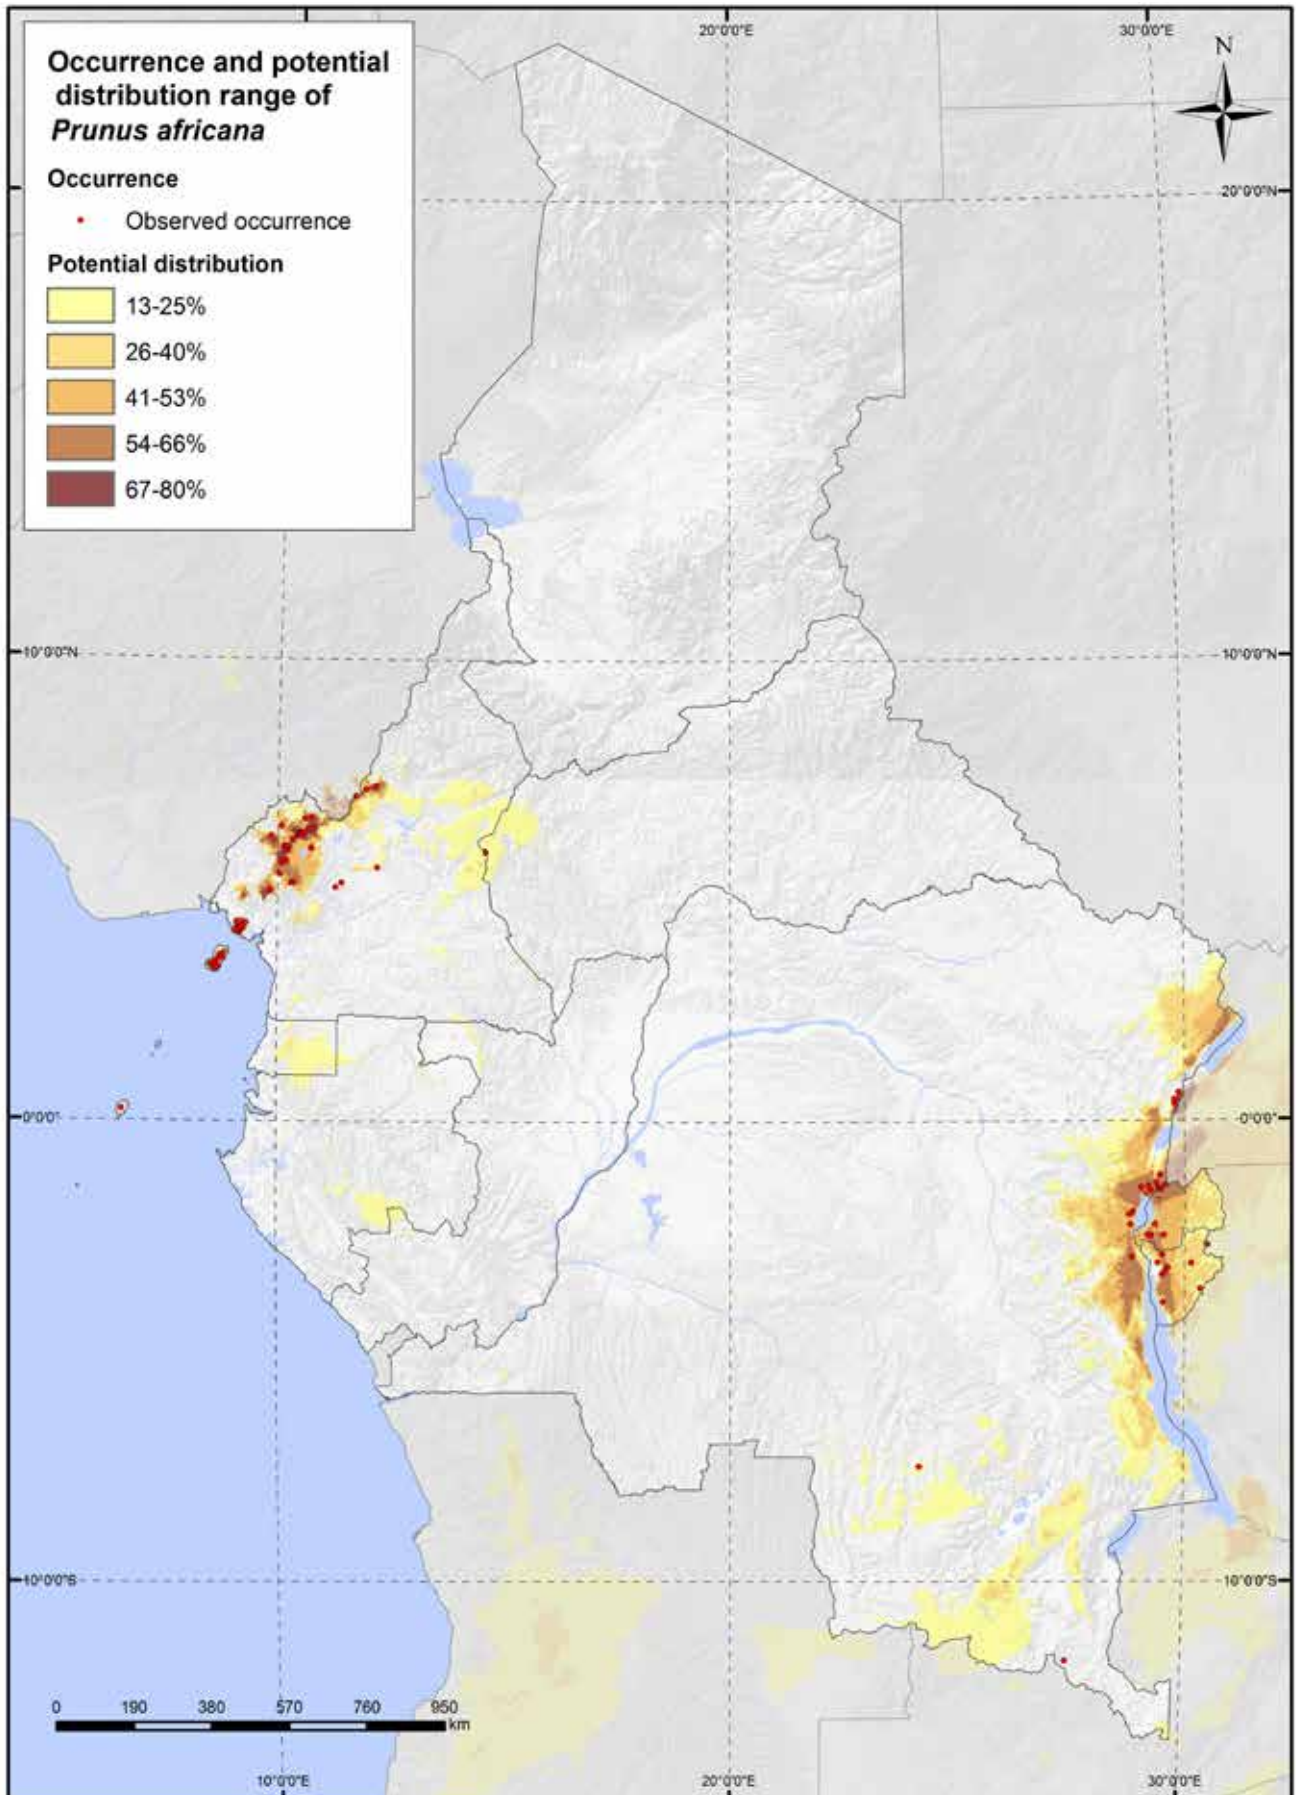 20°0'0"E
30°0'0"E
N
Occurrence and potential
distribution range of
Prunus africana
Occurrence
Observed occurrence
Potential distribution
13-25%
26-40%
41-53%
54-66%
67-80%
20°0'0"N
10°0'0"N
10°0'0"N
0°0'0"
0°0'0"
10°0'0"S
10°0'0"S
0 190 380 570 760 950
km
10°0'0"E
20°0'0"E
30°0'0"E